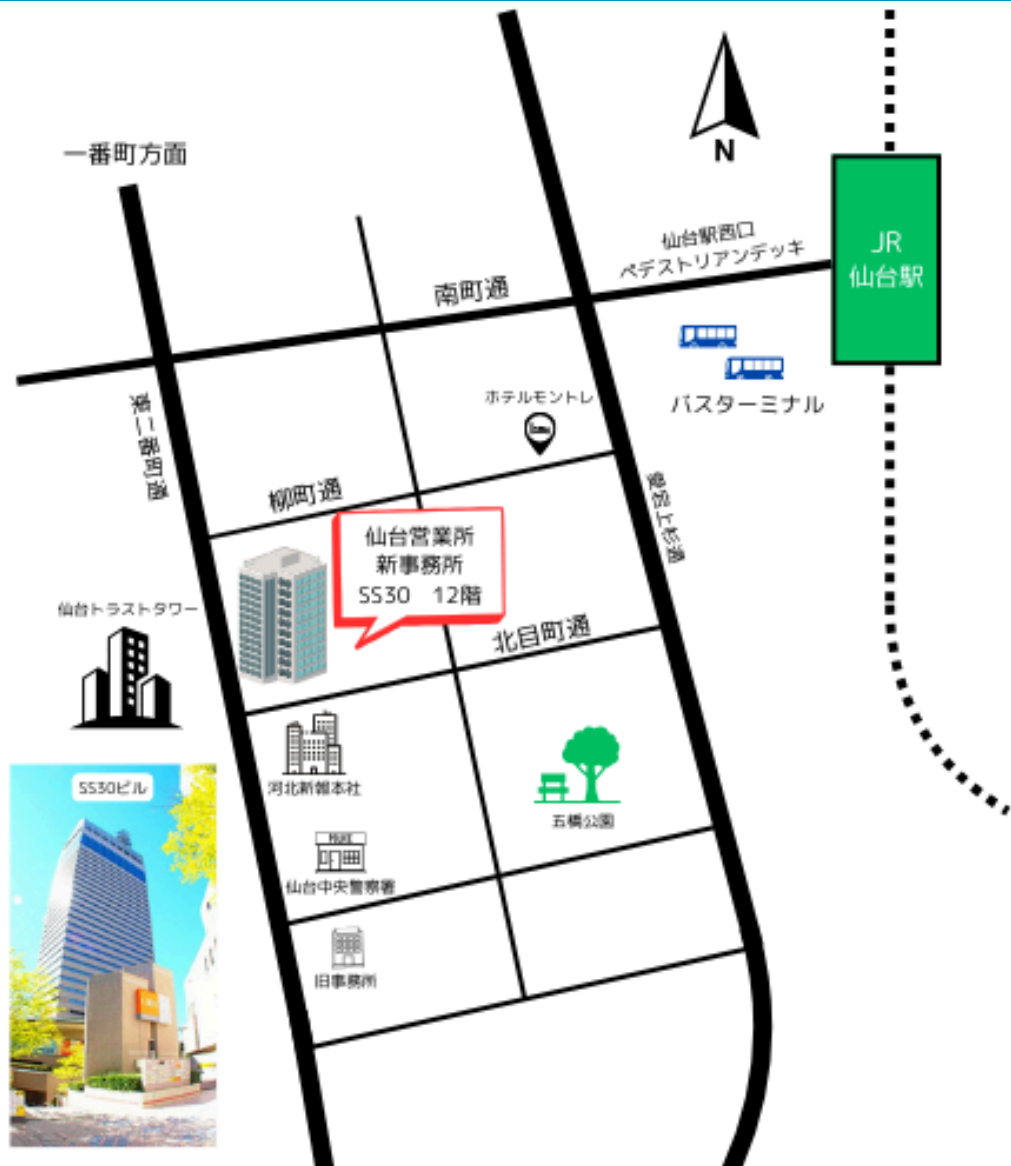 N
一番町方面
仙台駅西口
ペデストリアンデッキ
JR
仙台駅
南町通
バスターミナル
ホテルモントレ
東二番町通
柳町通
愛宕上杉通
仙台営業所
新事務所
SS30 12階
仙台トラストタワー
北目町通
河北新報本社
SS30ビル
五橋公園
仙台中央警察署
旧事務所